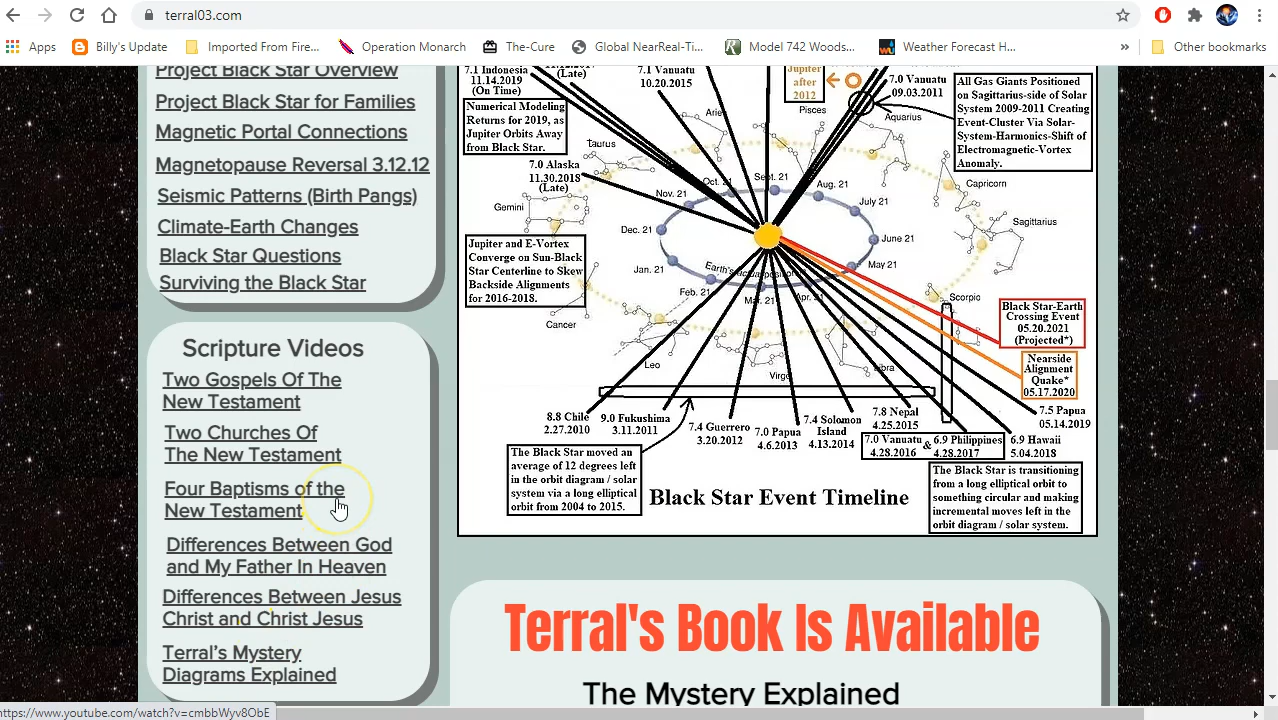 terral03.com
Apps
Billy's Update
Imported From Fire...
Operation Monarch
The-Cure
Global NearReal-Ti...
Model 742 Woods...
Weather Forecast H...
»
Other bookmarks
Project Black Star Overview
Project Black Star for Families
Magnetic Portal Connections
Magnetopause Reversal 3.12.12
Seismic Patterns (Birth Pangs)
Climate-Earth Changes
Black Star Questions
Surviving the Black Star
Scripture Videos
Two Gospels Of The
New Testament
Two Churches Of
The New Testament
Four Baptisms of the
New Testament
Differences Between God
and My Father In Heaven
Differences Between Jesus
Christ and Christ Jesus
Terral's Mystery
Diagrams Explained
7.1 Indonesia
11.14.2019
(On Time)
(Late)
7.1 Vanuatu
10.20.2015
Jupiter
after
2012
7.0 Vanuatu
09.03.2011
All Gas Giants Positioned
on Sagittarius-side of Solar
System 2009-2011 Creating
Event-Cluster Via Solar-
System-Harmonics-Shift of
Electromagnetic-Vortex
Anomaly.
Numerical Modeling
Returns for 2019, as
Jupiter Orbits Away
from Black Star.
Pisces
Aquarius
Taurus
7.0 Alaska
11.30.2018
(Late)
Capricorn
Gemini
Nov. 21
Oct. 21
Sept. 21
Aug. 21
July 21
Sagittarius
Dec. 21
June 21
Jupiter and E-Vortex
Converge on Sun-Black
Star Centerline to Skew
Backside Alignments
for 2016-2018.
Jan. 21
May 21
Feb. 21
Mar. 21
Scorpio
Cancer
Black Star-Earth
Crossing Event
05.20.2021
(Projected*)
Nearside
Alignment
Quake*
05.17.2020
Leo
8.8 Chile
2.27.2010
9.0 Fukushima
3.11.2011
7.4 Guerrero
3.20.2012
7.0 Papua
4.6.2013
7.4 Solomon
Island
4.13.2014
7.8 Nepal
4.25.2015
7.0 Vanuatu
4.28.2016
&
6.9 Philippines
4.28.2017
6.9 Hawaii
5.04.2018
7.5 Papua
05.14.2019
The Black Star moved an
average of 12 degrees left
in the orbit diagram / solar
system via a long elliptical
orbit from 2004 to 2015.
Black Star Event Timeline
The Black Star is transitioning
from a long elliptical orbit to
something circular and making
incremental moves left in the
orbit diagram / solar system.
Terral's Book Is Available
The Mystery Explained
https://www.youtube.com/watch?v=cmbbWyv8ObE